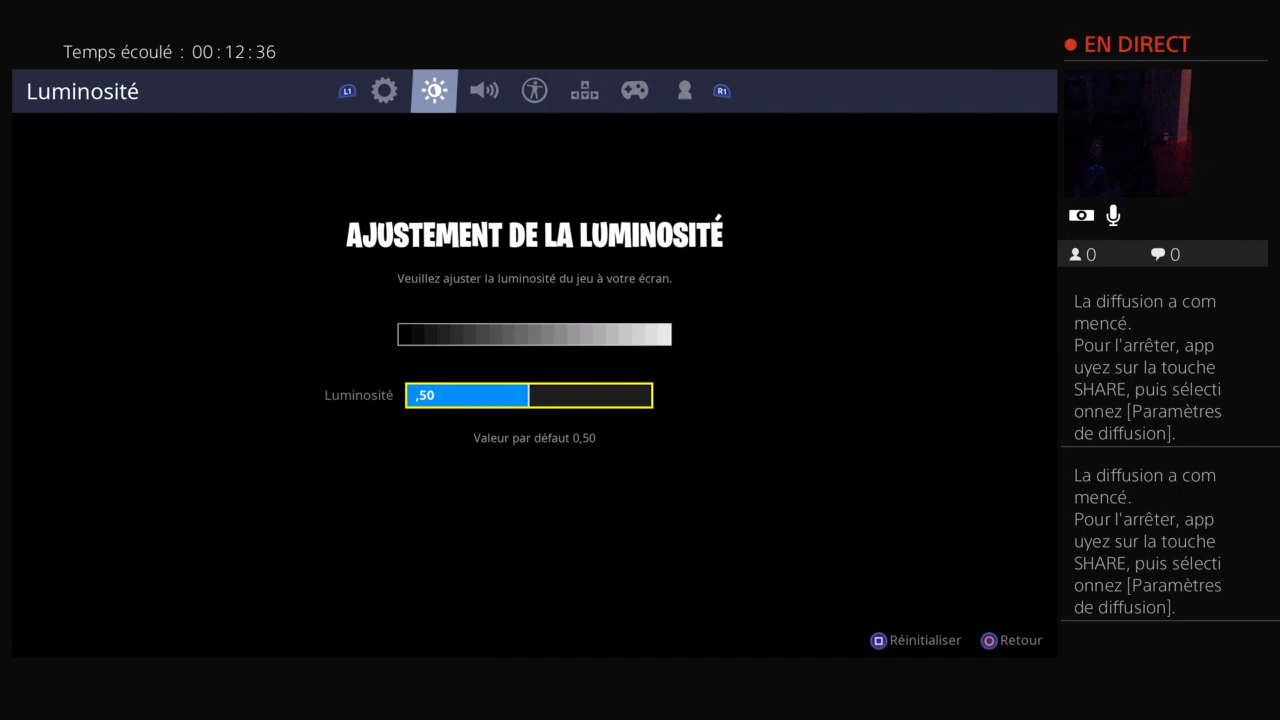 Temps écoulé : 00:12:36
EN DIRECT
Luminosité
L1
R1
AJUSTEMENT DE LA LUMINOSITÉ
Veuillez ajuster la luminosité du jeu à votre écran.
Luminosité
,50
Valeur par défaut 0,50
Réinitialiser
Retour
0
0
La diffusion a com
mencé.
Pour l'arrêter, app
uyez sur la touche
SHARE, puis sélecti
onnez [Paramètres
de diffusion].
La diffusion a com
mencé.
Pour l'arrêter, app
uyez sur la touche
SHARE, puis sélecti
onnez [Paramètres
de diffusion].